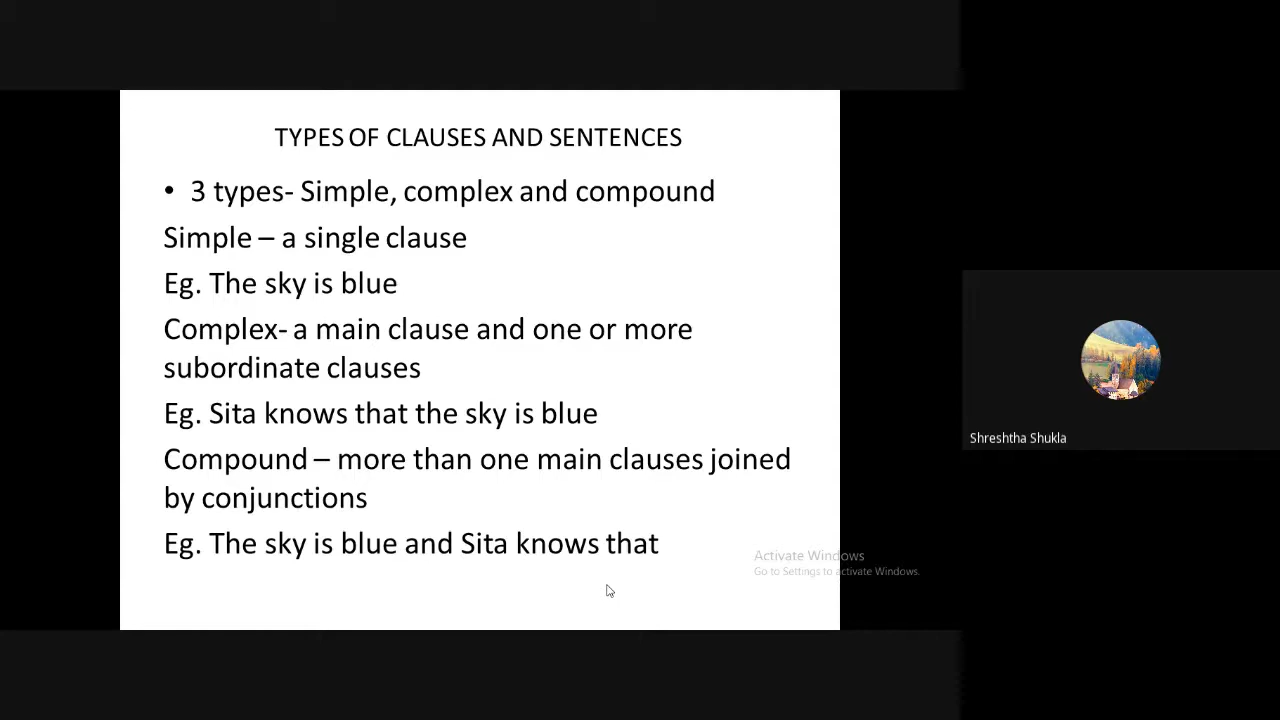 TYPES OF CLAUSES AND SENTENCES
• 3 types- Simple, complex and compound
Simple – a single clause
Eg. The sky is blue
Complex- a main clause and one or more
subordinate clauses
Eg. Sita knows that the sky is blue
Compound – more than one main clauses joined
by conjunctions
Eg. The sky is blue and Sita knows that
Activate Windows
Go to Settings to activate Windows.
Shreshtha Shukla